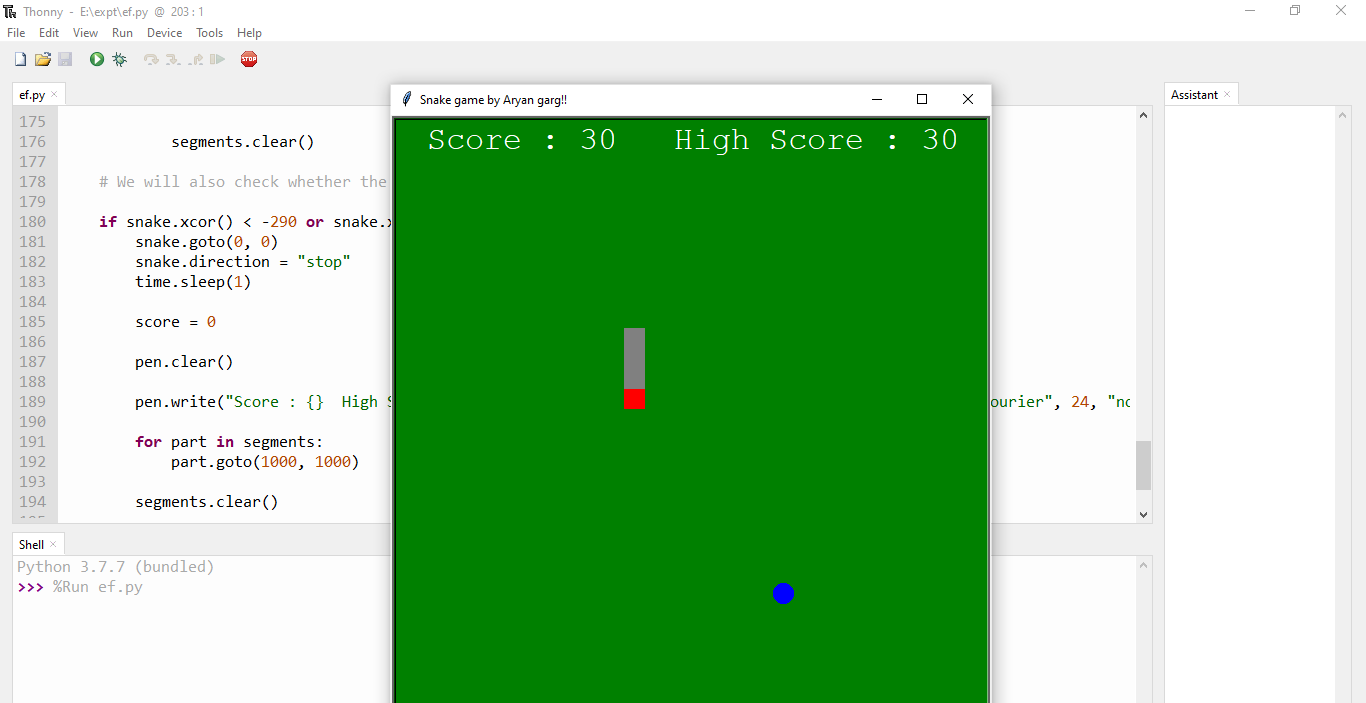 Thonny - E:\expt\ef.py @ 203 : 1
File Edit View Run Device Tools Help
STOP
ef.py
Assistant
Snake game by Aryan garg!!
Score : 30 High Score : 30
175
176 segments.clear()
177
178 # We will also check whether the
179
180 if snake.xcor() < -290 or snake.x
181 snake.goto(0, 0)
182 snake.direction = "stop"
183 time.sleep(1)
184
185 score = 0
186
187 pen.clear()
188
189 pen.write("Score : {} High S ourier", 24, "no
190
191 for part in segments:
192 part.goto(1000, 1000)
193
194 segments.clear()
Shell
Python 3.7.7 (bundled)
>>> %Run ef.py